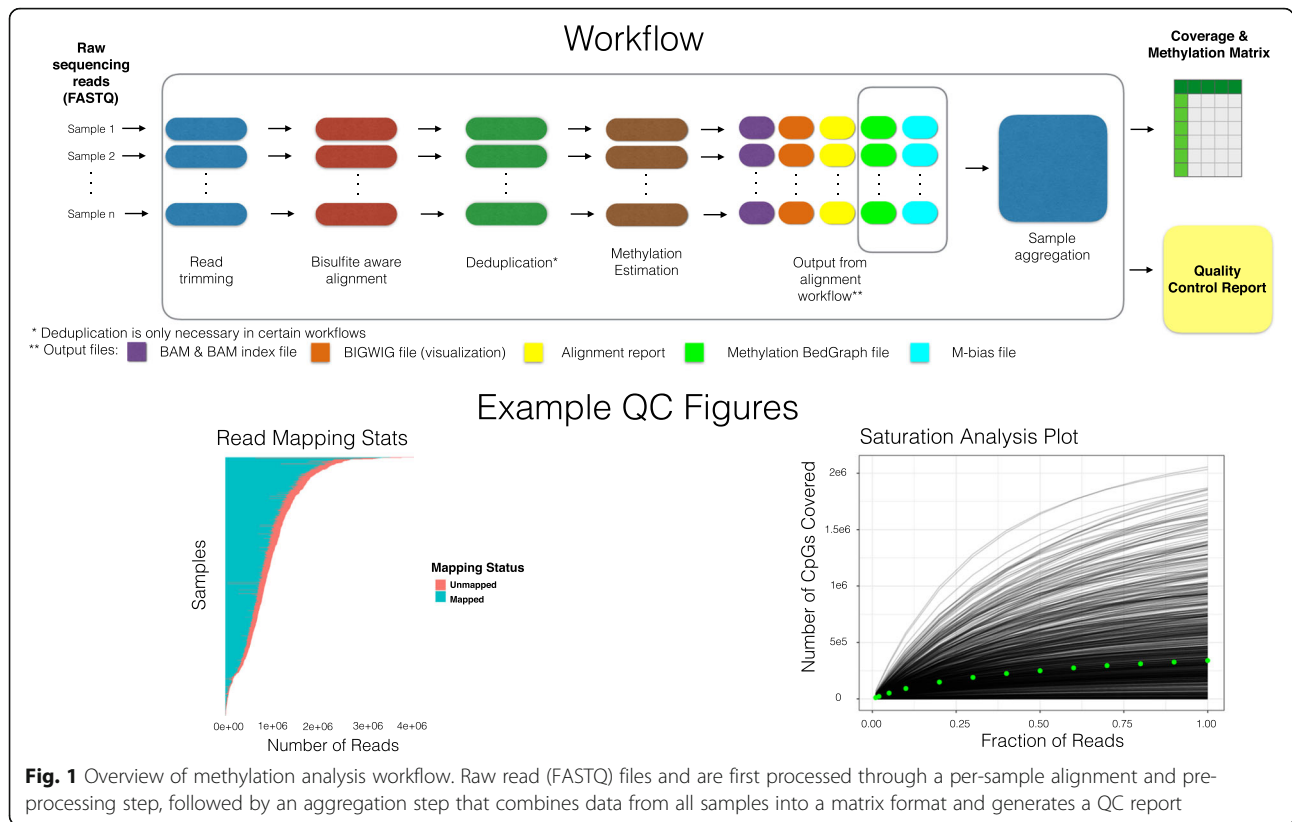 Workflow
Raw
sequencing
reads
(FASTQ)
Coverage &
Methylation Matrix
Sample 1
Sample 2
Sample n
Read
trimming
Bisulfite aware
alignment
Deduplication*
Methylation
Estimation
Output from
alignment
workflow**
Sample
aggregation
Quality
Control Report
* Deduplication is only necessary in certain workflows
** Output files:
BAM & BAM index file
BIGWIG file (visualization)
Alignment report
Methylation BedGraph file
M-bias file
Example QC Figures
Read Mapping Stats
Samples
0e+00 1e+06 2e+06 3e+06 4e+06
Number of Reads
Mapping Status
Unmapped
Mapped
Saturation Analysis Plot
Number of CpGs Covered
2e6
1.5e6
1e6
5e5
0
0.00 0.25 0.50 0.75 1.00
Fraction of Reads
Fig. 1 Overview of methylation analysis workflow. Raw read (FASTQ) files and are first processed through a per-sample alignment and pre-
processing step, followed by an aggregation step that combines data from all samples into a matrix format and generates a QC report